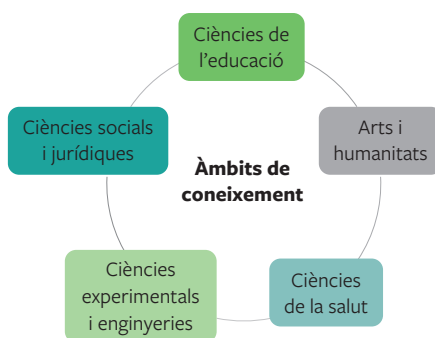 Ciències de
l'educació
Ciències socials
i jurídiques
Arts i
humanitats
Àmbits de
coneixement
Ciències
experimentals
i enginyeries
Ciències
de la salut